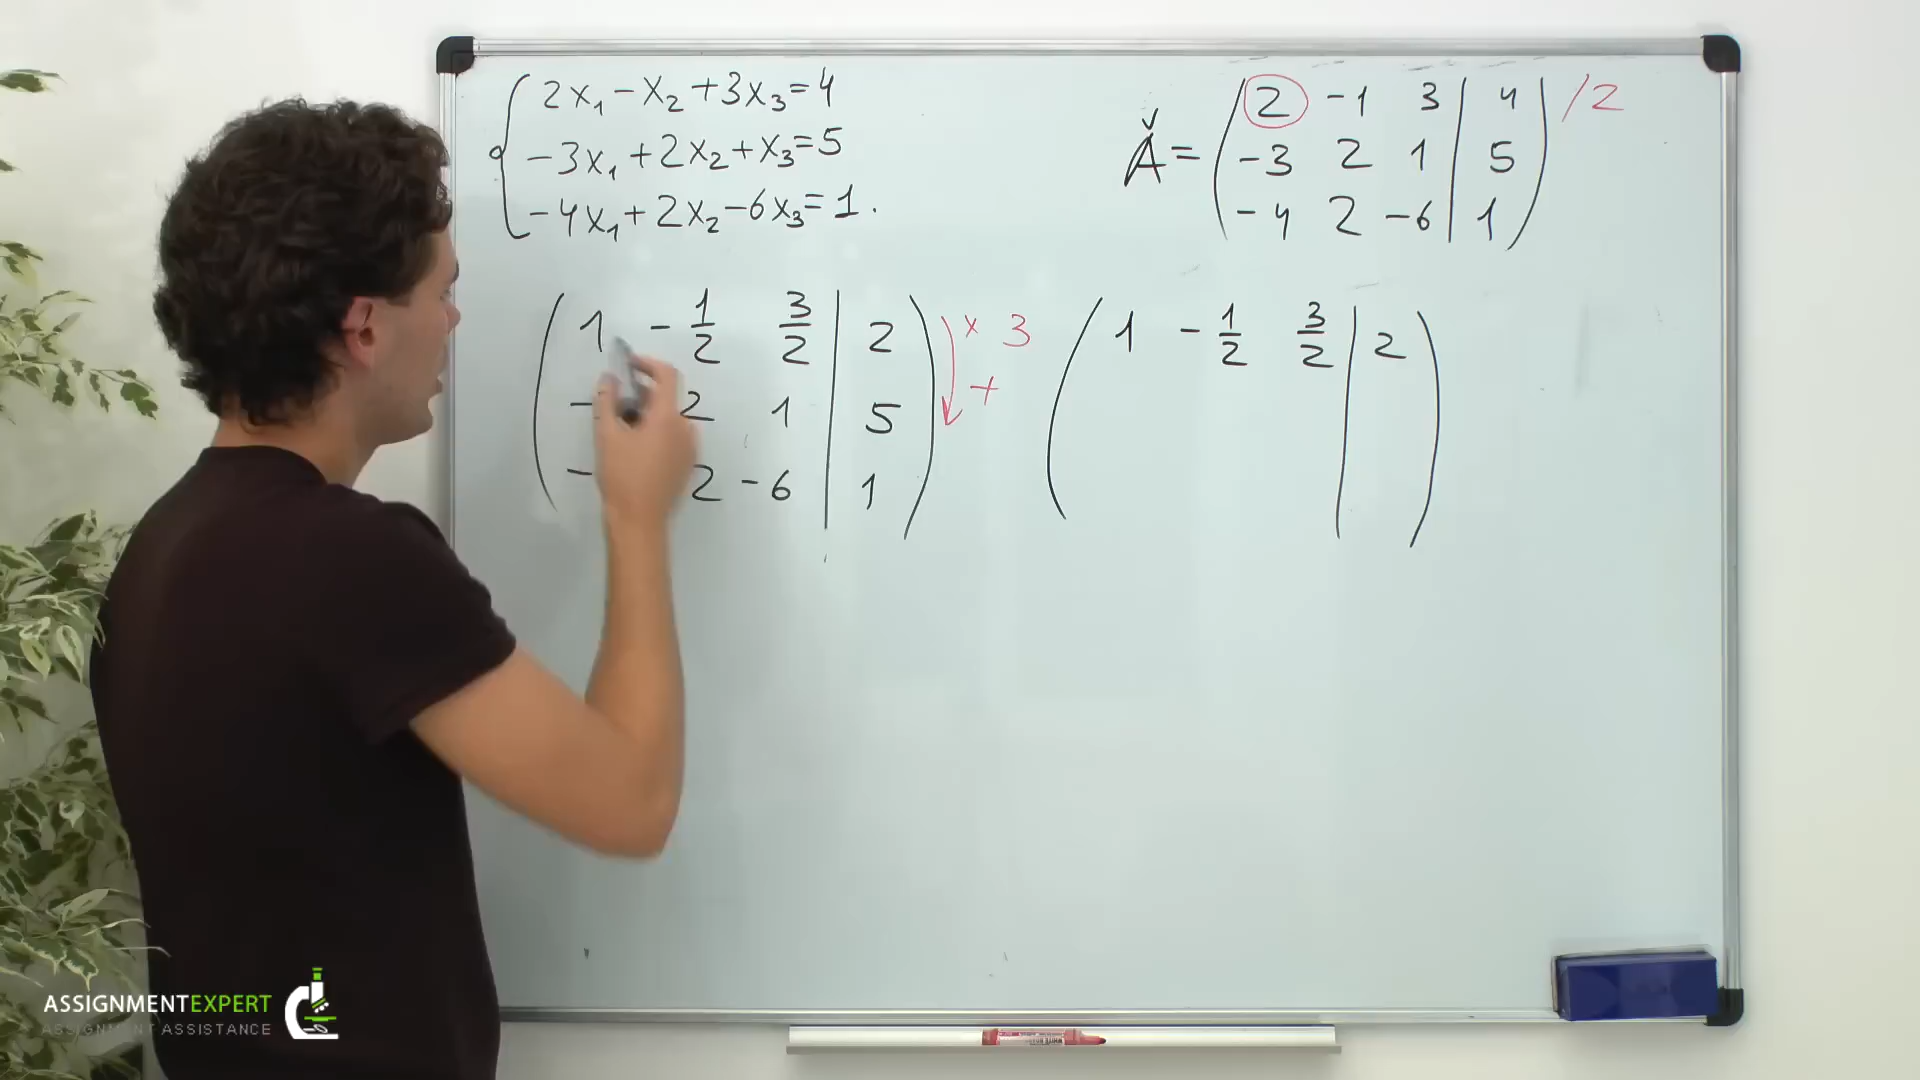 2x₁-x₂+3x₃=4
-3x₁+2x₂+x₃=5
-4x₁+2x₂-6x₃=1.
Ǎ= 2 -1 3 | 4 /2
-3 2 1 | 5
-4 2 -6 | 1
1 -1/2 3/2 | 2 × 3
- 2 1 | 5 +
- 2 -6 | 1
1 -1/2 3/2 | 2
ASSIGNMENTEXPERT
ASSIGNMENT ASSISTANCE